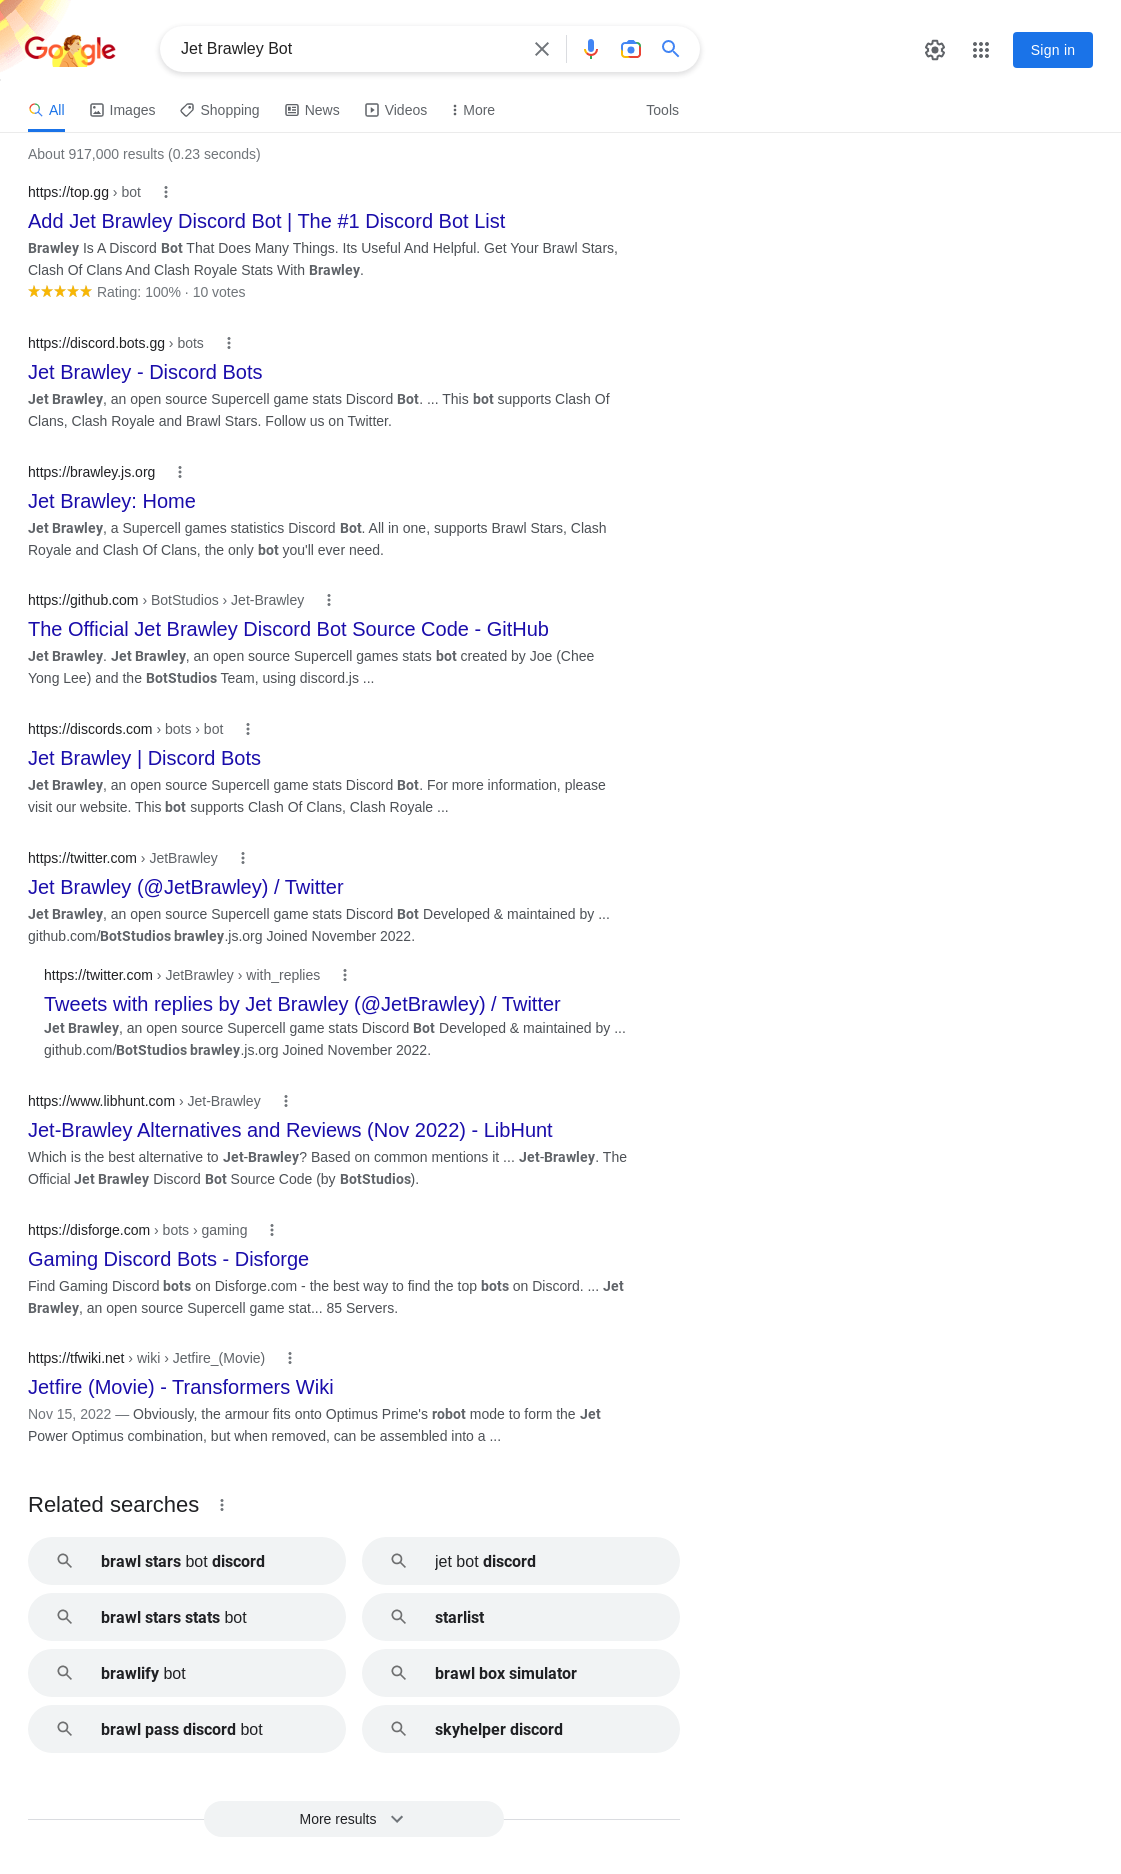 Google
Jet Brawley Bot
Sign in
All Images Shopping News Videos More Tools
About 917,000 results (0.23 seconds)
https://top.gg › bot
Add Jet Brawley Discord Bot | The #1 Discord Bot List
Brawley Is A Discord Bot That Does Many Things. Its Useful And Helpful. Get Your Brawl Stars,
Clash Of Clans And Clash Royale Stats With Brawley.
Rating: 100% · 10 votes
https://discord.bots.gg › bots
Jet Brawley - Discord Bots
Jet Brawley, an open source Supercell game stats Discord Bot. ... This bot supports Clash Of
Clans, Clash Royale and Brawl Stars. Follow us on Twitter.
https://brawley.js.org
Jet Brawley: Home
Jet Brawley, a Supercell games statistics Discord Bot. All in one, supports Brawl Stars, Clash
Royale and Clash Of Clans, the only bot you'll ever need.
https://github.com › BotStudios › Jet-Brawley
The Official Jet Brawley Discord Bot Source Code - GitHub
Jet Brawley. Jet Brawley, an open source Supercell games stats bot created by Joe (Chee
Yong Lee) and the BotStudios Team, using discord.js ...
https://discords.com › bots › bot
Jet Brawley | Discord Bots
Jet Brawley, an open source Supercell game stats Discord Bot. For more information, please
visit our website. This bot supports Clash Of Clans, Clash Royale ...
https://twitter.com › JetBrawley
Jet Brawley (@JetBrawley) / Twitter
Jet Brawley, an open source Supercell game stats Discord Bot Developed & maintained by ...
github.com/BotStudios brawley.js.org Joined November 2022.
https://twitter.com › JetBrawley › with_replies
Tweets with replies by Jet Brawley (@JetBrawley) / Twitter
Jet Brawley, an open source Supercell game stats Discord Bot Developed & maintained by ...
github.com/BotStudios brawley.js.org Joined November 2022.
https://www.libhunt.com › Jet-Brawley
Jet-Brawley Alternatives and Reviews (Nov 2022) - LibHunt
Which is the best alternative to Jet-Brawley? Based on common mentions it ... Jet-Brawley. The
Official Jet Brawley Discord Bot Source Code (by BotStudios).
https://disforge.com › bots › gaming
Gaming Discord Bots - Disforge
Find Gaming Discord bots on Disforge.com - the best way to find the top bots on Discord. ... Jet
Brawley, an open source Supercell game stat... 85 Servers.
https://tfwiki.net › wiki › Jetfire_(Movie)
Jetfire (Movie) - Transformers Wiki
Nov 15, 2022 — Obviously, the armour fits onto Optimus Prime's robot mode to form the Jet
Power Optimus combination, but when removed, can be assembled into a ...
Related searches
brawl stars bot discord
jet bot discord
brawl stars stats bot
starlist
brawlify bot
brawl box simulator
brawl pass discord bot
skyhelper discord
More results